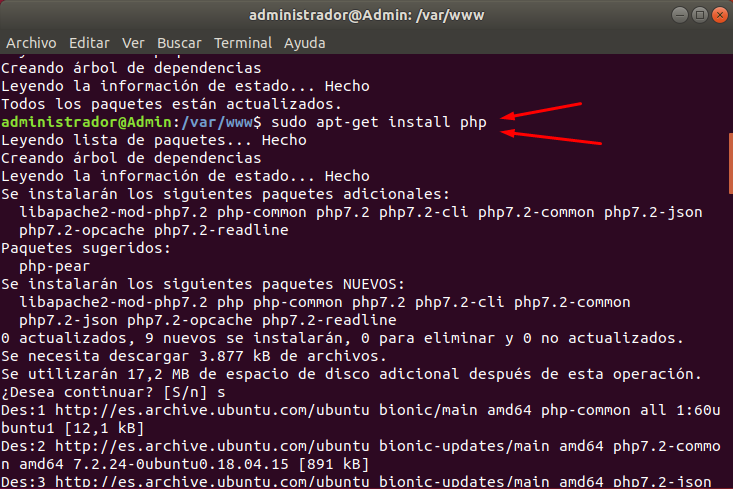 administrador@Admin: /var/www
Archivo Editar Ver Buscar Terminal Ayuda
Creando árbol de dependencias
Leyendo la información de estado... Hecho
Todos los paquetes están actualizados.
administrador@Admin:/var/www$ sudo apt-get install php
Leyendo lista de paquetes... Hecho
Creando árbol de dependencias
Leyendo la información de estado... Hecho
Se instalarán los siguientes paquetes adicionales:
  libapache2-mod-php7.2 php-common php7.2 php7.2-cli php7.2-common php7.2-json
  php7.2-opcache php7.2-readline
Paquetes sugeridos:
  php-pear
Se instalarán los siguientes paquetes NUEVOS:
  libapache2-mod-php7.2 php php-common php7.2 php7.2-cli php7.2-common
  php7.2-json php7.2-opcache php7.2-readline
0 actualizados, 9 nuevos se instalarán, 0 para eliminar y 0 no actualizados.
Se necesita descargar 3.877 kB de archivos.
Se utilizarán 17,2 MB de espacio de disco adicional después de esta operación.
¿Desea continuar? [S/n] s
Des:1 http://es.archive.ubuntu.com/ubuntu bionic/main amd64 php-common all 1:60u
buntu1 [12,1 kB]
Des:2 http://es.archive.ubuntu.com/ubuntu bionic-updates/main amd64 php7.2-commo
n amd64 7.2.24-0ubuntu0.18.04.15 [891 kB]
Des:3 http://es.archive.ubuntu.com/ubuntu bionic-updates/main amd64 php7.2-json